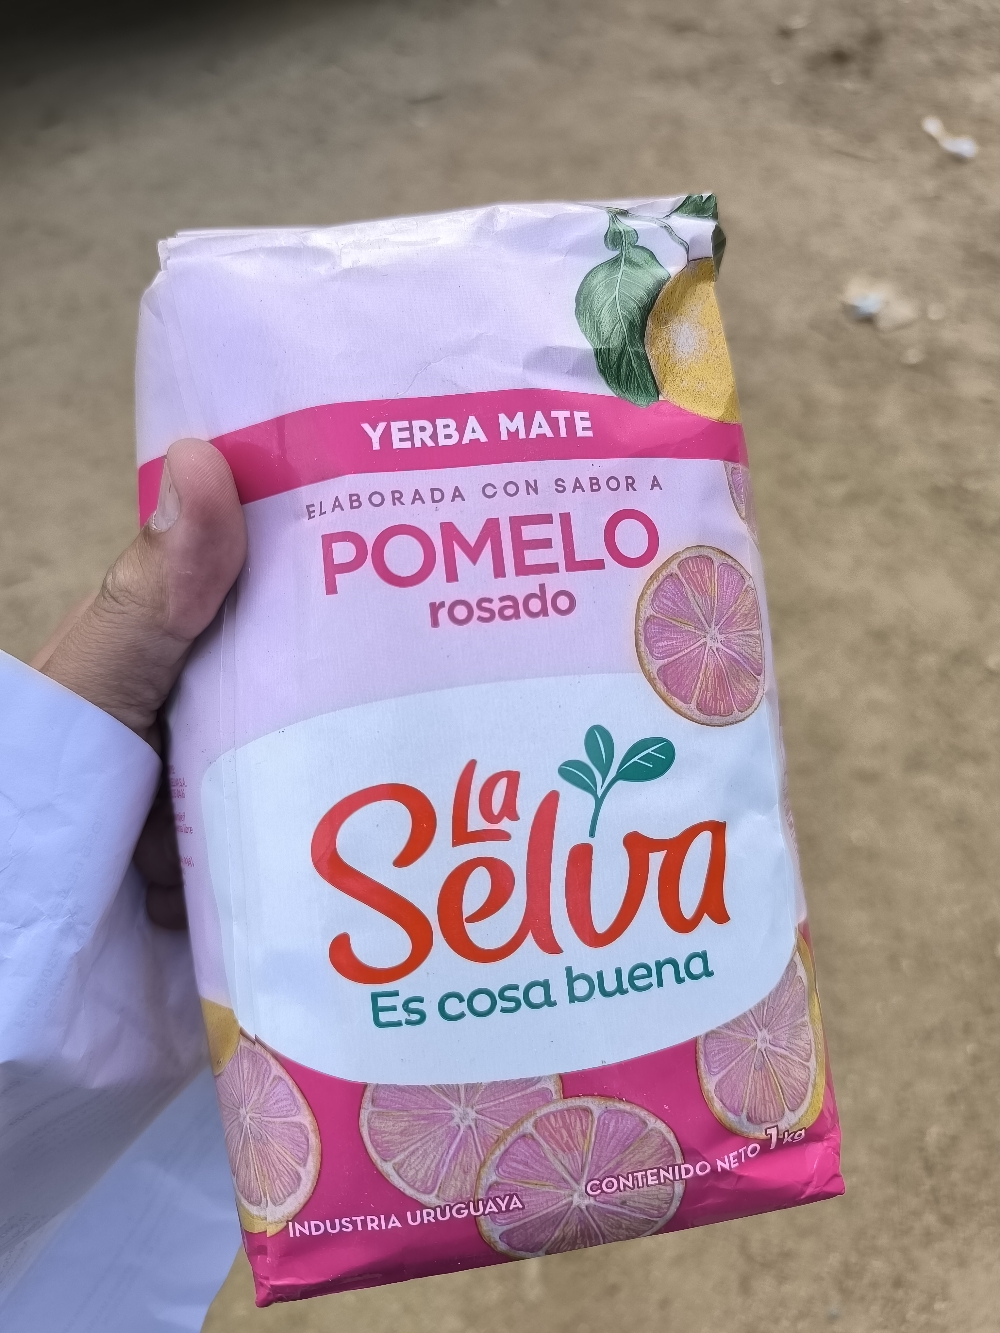 YERBA MATE
ELABORADA CON SABOR A
POMELO
rosado
La
Selva
Es cosa buena
INDUSTRIA URUGUAYA
CONTENIDO NETO 1 kg